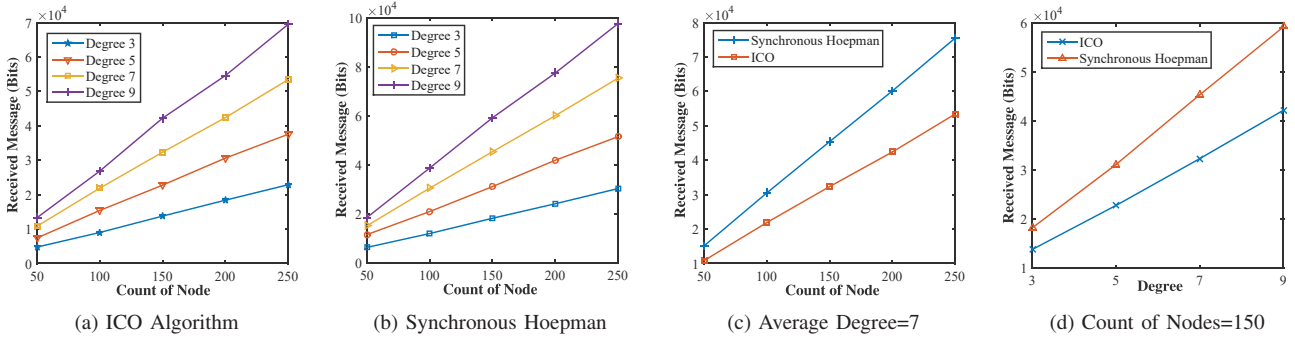 ×10⁴
7
6
5
4
3
2
1
0
Received Message (Bits)
Degree 3
Degree 5
Degree 7
Degree 9
50 100 150 200 250
Count of Node
(a) ICO Algorithm
×10⁴
10
8
6
4
2
0
Received Message (Bits)
Degree 3
Degree 5
Degree 7
Degree 9
50 100 150 200 250
Count of Node
(b) Synchronous Hoepman
×10⁴
8
7
6
5
4
3
2
1
Received Message (Bits)
Synchronous Hoepman
ICO
50 100 150 200 250
Count of Node
(c) Average Degree=7
×10⁴
6
5
4
3
2
1
Received Message (Bits)
ICO
Synchronous Hoepman
3 5 7 9
Degree
(d) Count of Nodes=150